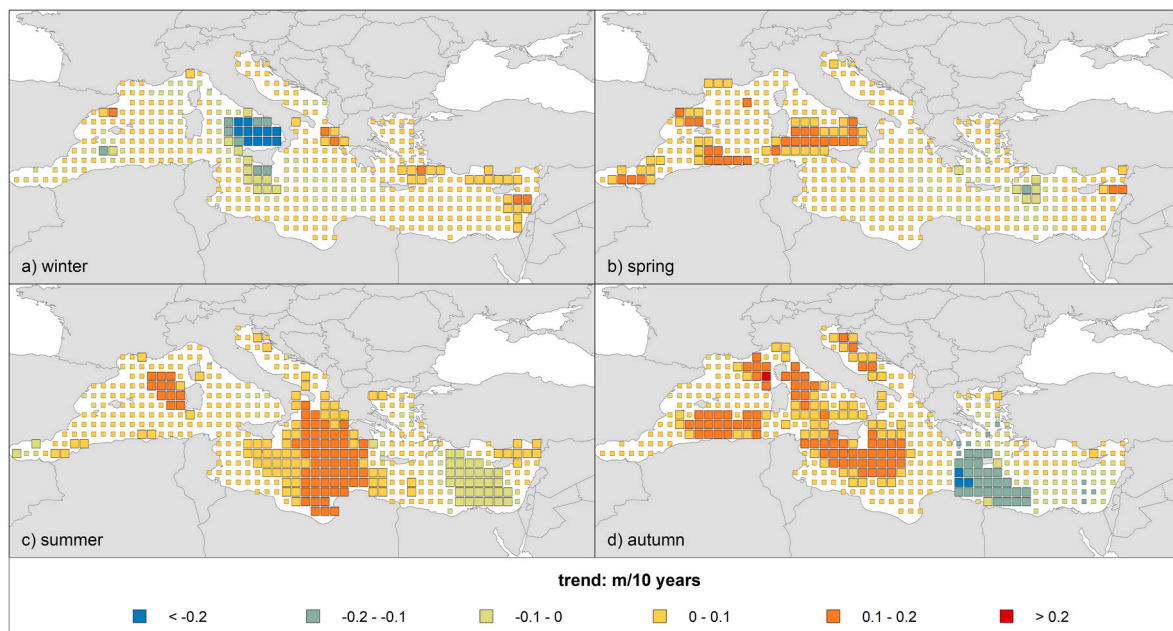 a) winter
b) spring
c) summer
d) autumn
trend: m/10 years
< -0.2
-0.2 - -0.1
-0.1 - 0
0 - 0.1
0.1 - 0.2
> 0.2